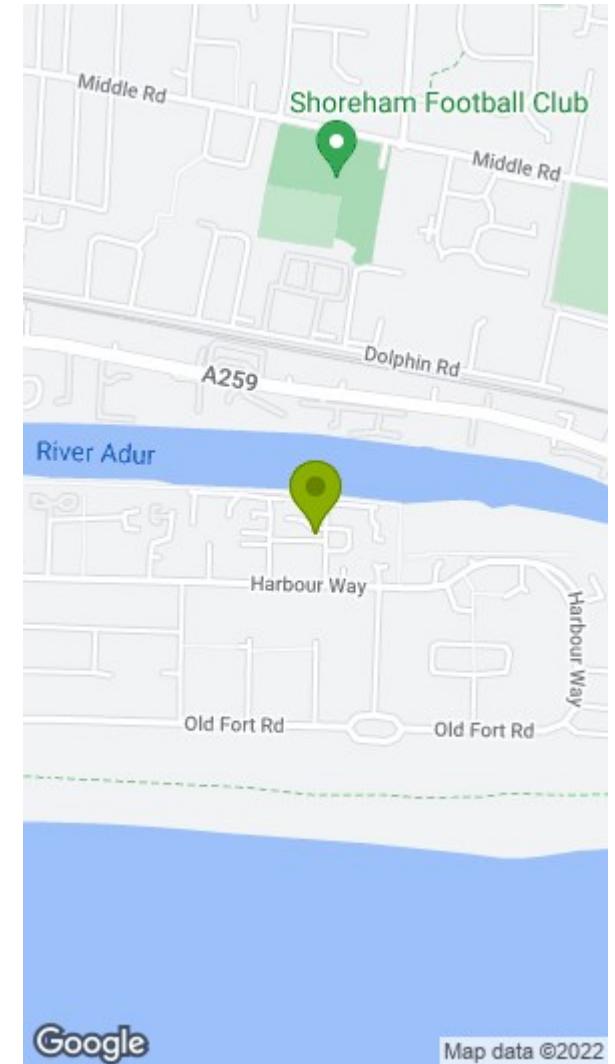 Middle Rd
Shoreham Football Club
Middle Rd
Dolphin Rd
A259
River Adur
Harbour Way
Harbour Way
Old Fort Rd
Old Fort Rd
Google
Map data ©2022